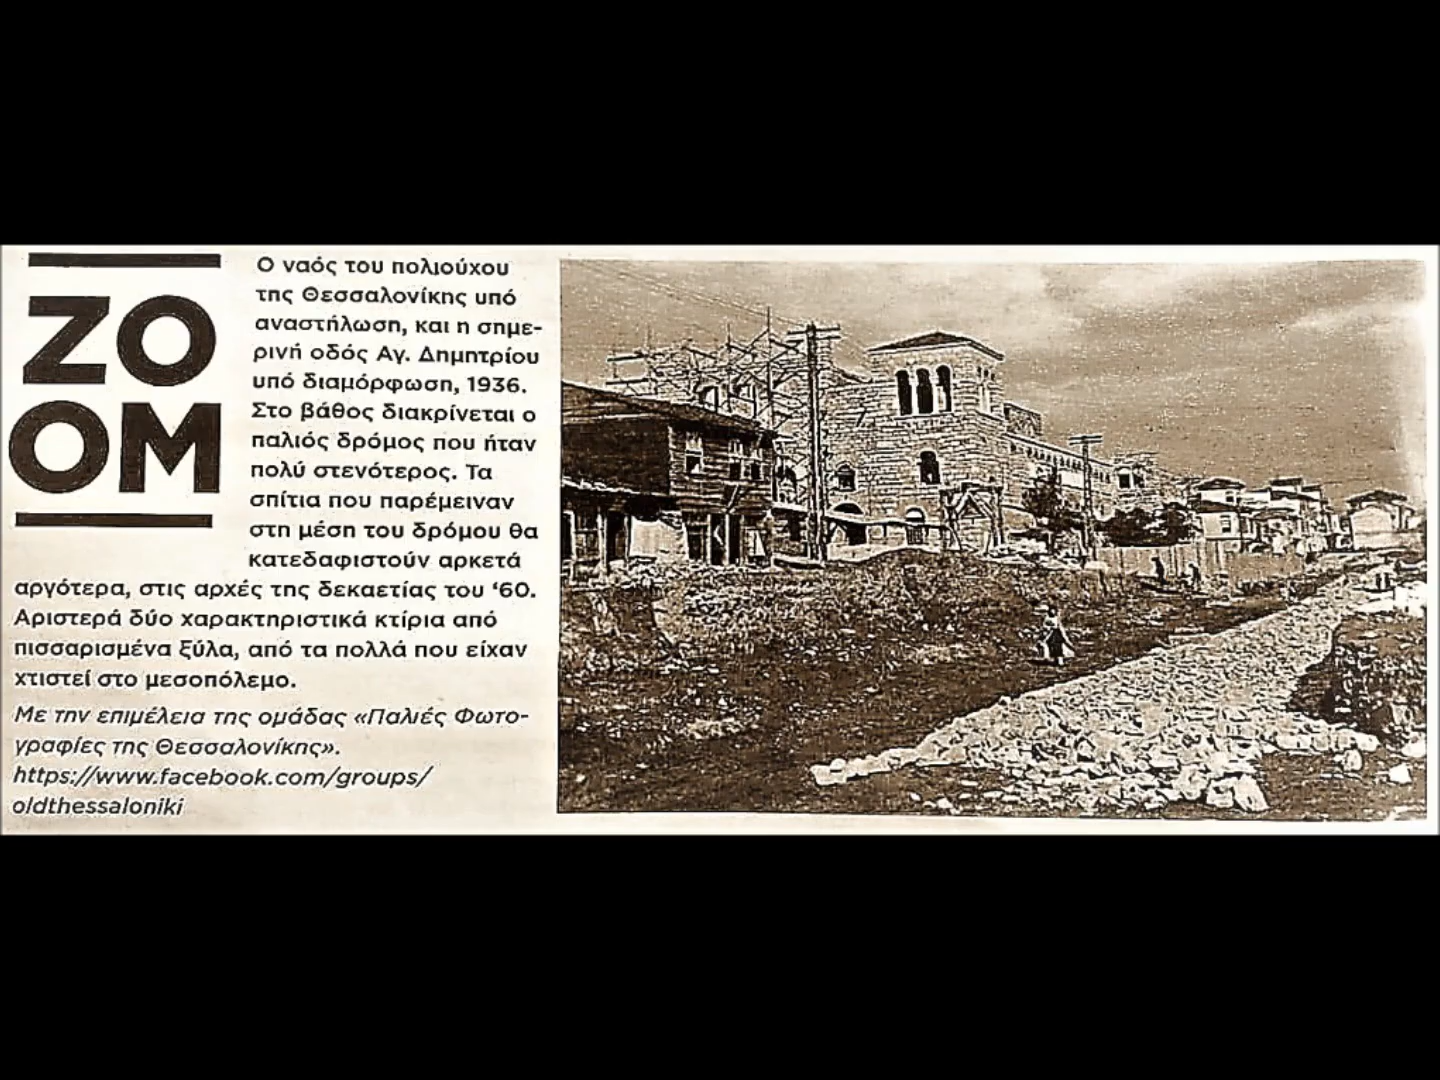 ZO
OM
Ο ναός του πολιούχου
της Θεσσαλονίκης υπό
αναστήλωση, και η σημε-
ρινή οδός Αγ. Δημητρίου
υπό διαμόρφωση, 1936.
Στο βάθος διακρίνεται ο
παλιός δρόμος που ήταν
πολύ στενότερος. Τα
σπίτια που παρέμειναν
στη μέση του δρόμου θα
κατεδαφιστούν αρκετά
αργότερα, στις αρχές της δεκαετίας του ‘60.
Αριστερά δύο χαρακτηριστικά κτίρια από
πισσαρισμένα ξύλα, από τα πολλά που είχαν
χτιστεί στο μεσοπόλεμο.
Με την επιμέλεια της ομάδας «Παλιές Φωτο-
γραφίες της Θεσσαλονίκης».
https://www.facebook.com/groups/
oldthessaloniki